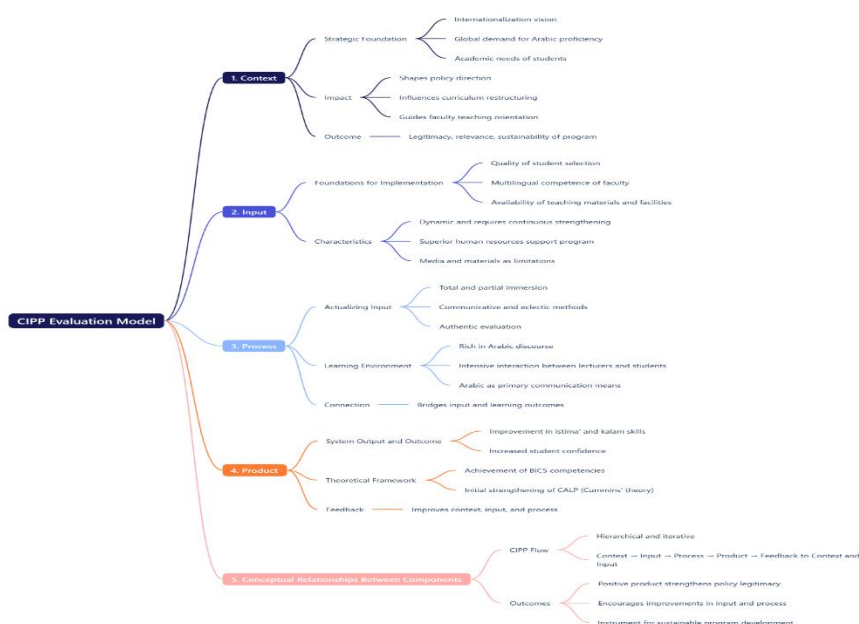 CIPP Evaluation Model
1. Context
Strategic Foundation
Internationalization vision
Global demand for Arabic proficiency
Academic needs of students
Impact
Shapes policy direction
Influences curriculum restructuring
Guides faculty teaching orientation
Outcome
Legitimacy, relevance, sustainability of program
2. Input
Foundations for Implementation
Quality of student selection
Multilingual competence of faculty
Availability of teaching materials and facilities
Characteristics
Dynamic and requires continuous strengthening
Superior human resources support program
Media and materials as limitations
3. Process
Actualizing Input
Total and partial immersion
Communicative and eclectic methods
Authentic evaluation
Learning Environment
Rich in Arabic discourse
Intensive interaction between lecturers and students
Arabic as primary communication means
Connection
Bridges input and learning outcomes
4. Product
System Output and Outcome
Improvement in istima' and kalam skills
Increased student confidence
Theoretical Framework
Achievement of BICS competencies
Initial strengthening of CALP (Cummins' theory)
Feedback
Improves context, input, and process
5. Conceptual Relationships Between Components
CIPP Flow
Hierarchical and iterative
Context → Input → Process → Product → Feedback to Context and
Input
Outcomes
Positive product strengthens policy legitimacy
Encourages improvements in input and process
Instrument for sustainable program development